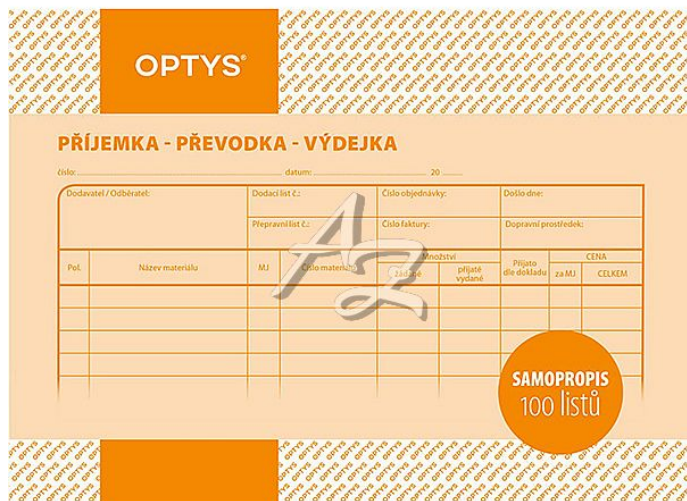 OPTYS®
PŘÍJEMKA - PŘEVODKA - VÝDEJKA
číslo: datum: 20
Dodavatel / Odběratel: Dodací list č.: Číslo objednávky: Došlo dne:
Přepravní list č.: Číslo faktury: Dopravní prostředek:
Pol. Název materiálu MJ Číslo materiálu Množství Přijato dle dokladu CENA
žádané přijaté vydané za MJ CELKEM
AZ
SAMOPROPIS
100 listů